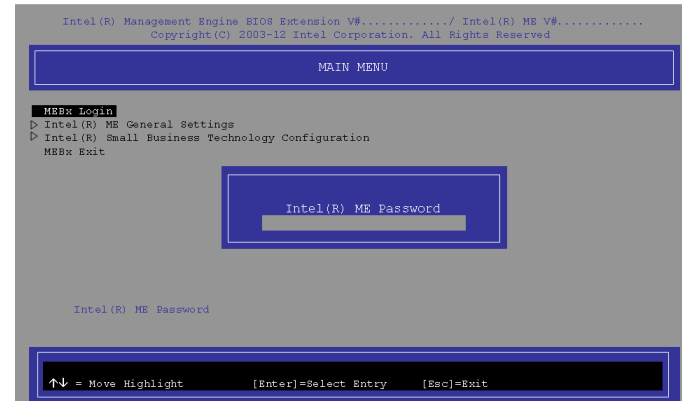 Intel(R) Management Engine BIOS Extension V#............./ Intel(R) ME V#.............
Copyright(C) 2003-12 Intel Corporation. All Rights Reserved
MAIN MENU
MEBx Login
▷ Intel(R) ME General Settings
▷ Intel(R) Small Business Technology Configuration
MEBx Exit
Intel(R) ME Password
Intel(R) ME Password
↑↓ = Move Highlight [Enter]=Select Entry [Esc]=Exit